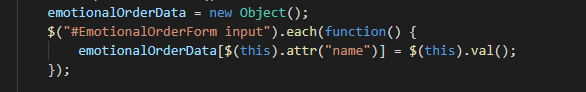 emotionalOrderData = new Object();
$("#EmotionalOrderForm input").each(function() {
emotionalOrderData[$(this).attr("name")] = $(this).val();
});